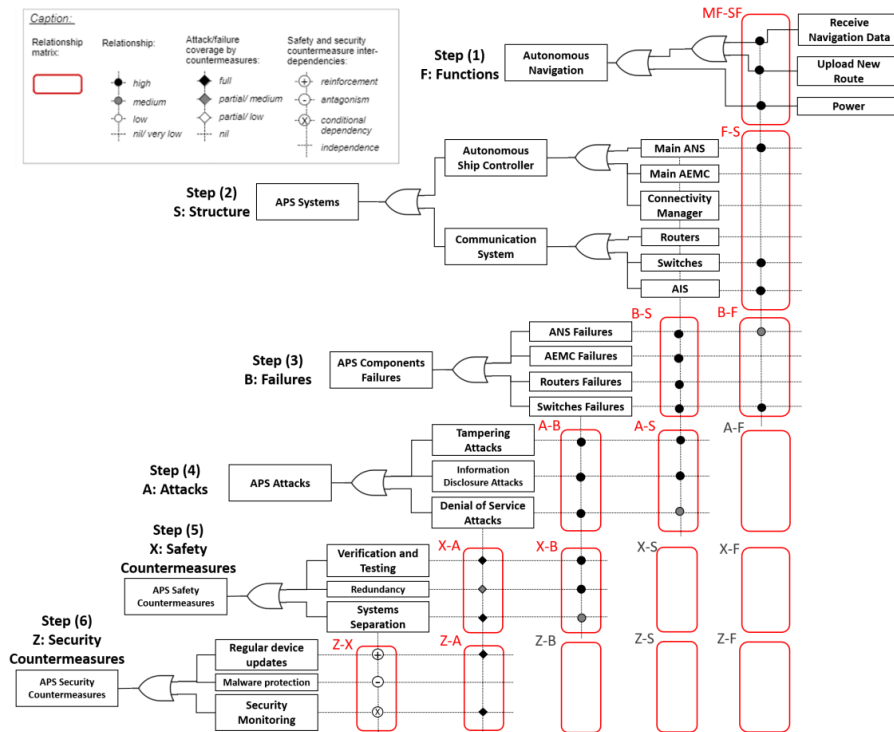 Caption:
Relationship matrix:
Relationship:
high
medium
low
nil/ very low
Attack/failure coverage by countermeasures:
full
partial/ medium
partial/ low
nil
Safety and security countermeasure inter-dependencies:
reinforcement
antagonism
conditional dependency
independence
MF-SF
Step (1)
F: Functions
Autonomous Navigation
Receive Navigation Data
Upload New Route
Power
F-S
Step (2)
S: Structure
APS Systems
Autonomous Ship Controller
Main ANS
Main AEMC
Connectivity Manager
Communication System
Routers
Switches
AIS
B-S
B-F
Step (3)
B: Failures
APS Components Failures
ANS Failures
AEMC Failures
Routers Failures
Switches Failures
A-B
A-S
A-F
Step (4)
A: Attacks
APS Attacks
Tampering Attacks
Information Disclosure Attacks
Denial of Service Attacks
Step (5)
X: Safety Countermeasures
X-A
X-B
X-S
X-F
APS Safety Countermeasures
Verification and Testing
Redundancy
Systems Separation
Step (6)
Z: Security Countermeasures
Z-X
Z-A
Z-B
Z-S
Z-F
APS Security Countermeasures
Regular device updates
Malware protection
Security Monitoring